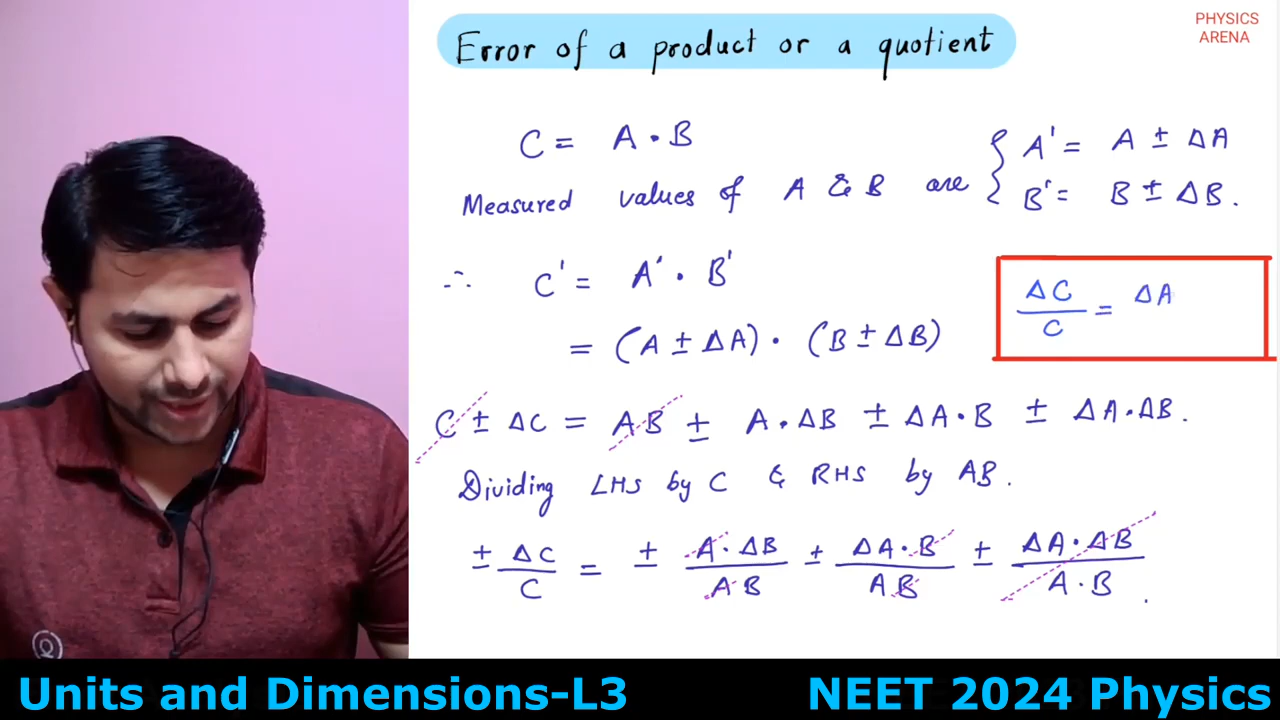 PHYSICS
ARENA
Error of a product or a quotient
C = A · B
Measured values of A & B are { A' = A ± ΔA
B' = B ± ΔB.
∴ C' = A' · B'
= (A ± ΔA) · (B ± ΔB)
ΔC/C = ΔA
C ± ΔC = AB ± A · ΔB ± ΔA · B ± ΔA · ΔB.
Dividing LHS by C & RHS by AB.
± ΔC/C = ± A · ΔB/AB ± ΔA · B/AB ± ΔA · ΔB/A · B.
Units and Dimensions-L3
NEET 2024 Physics